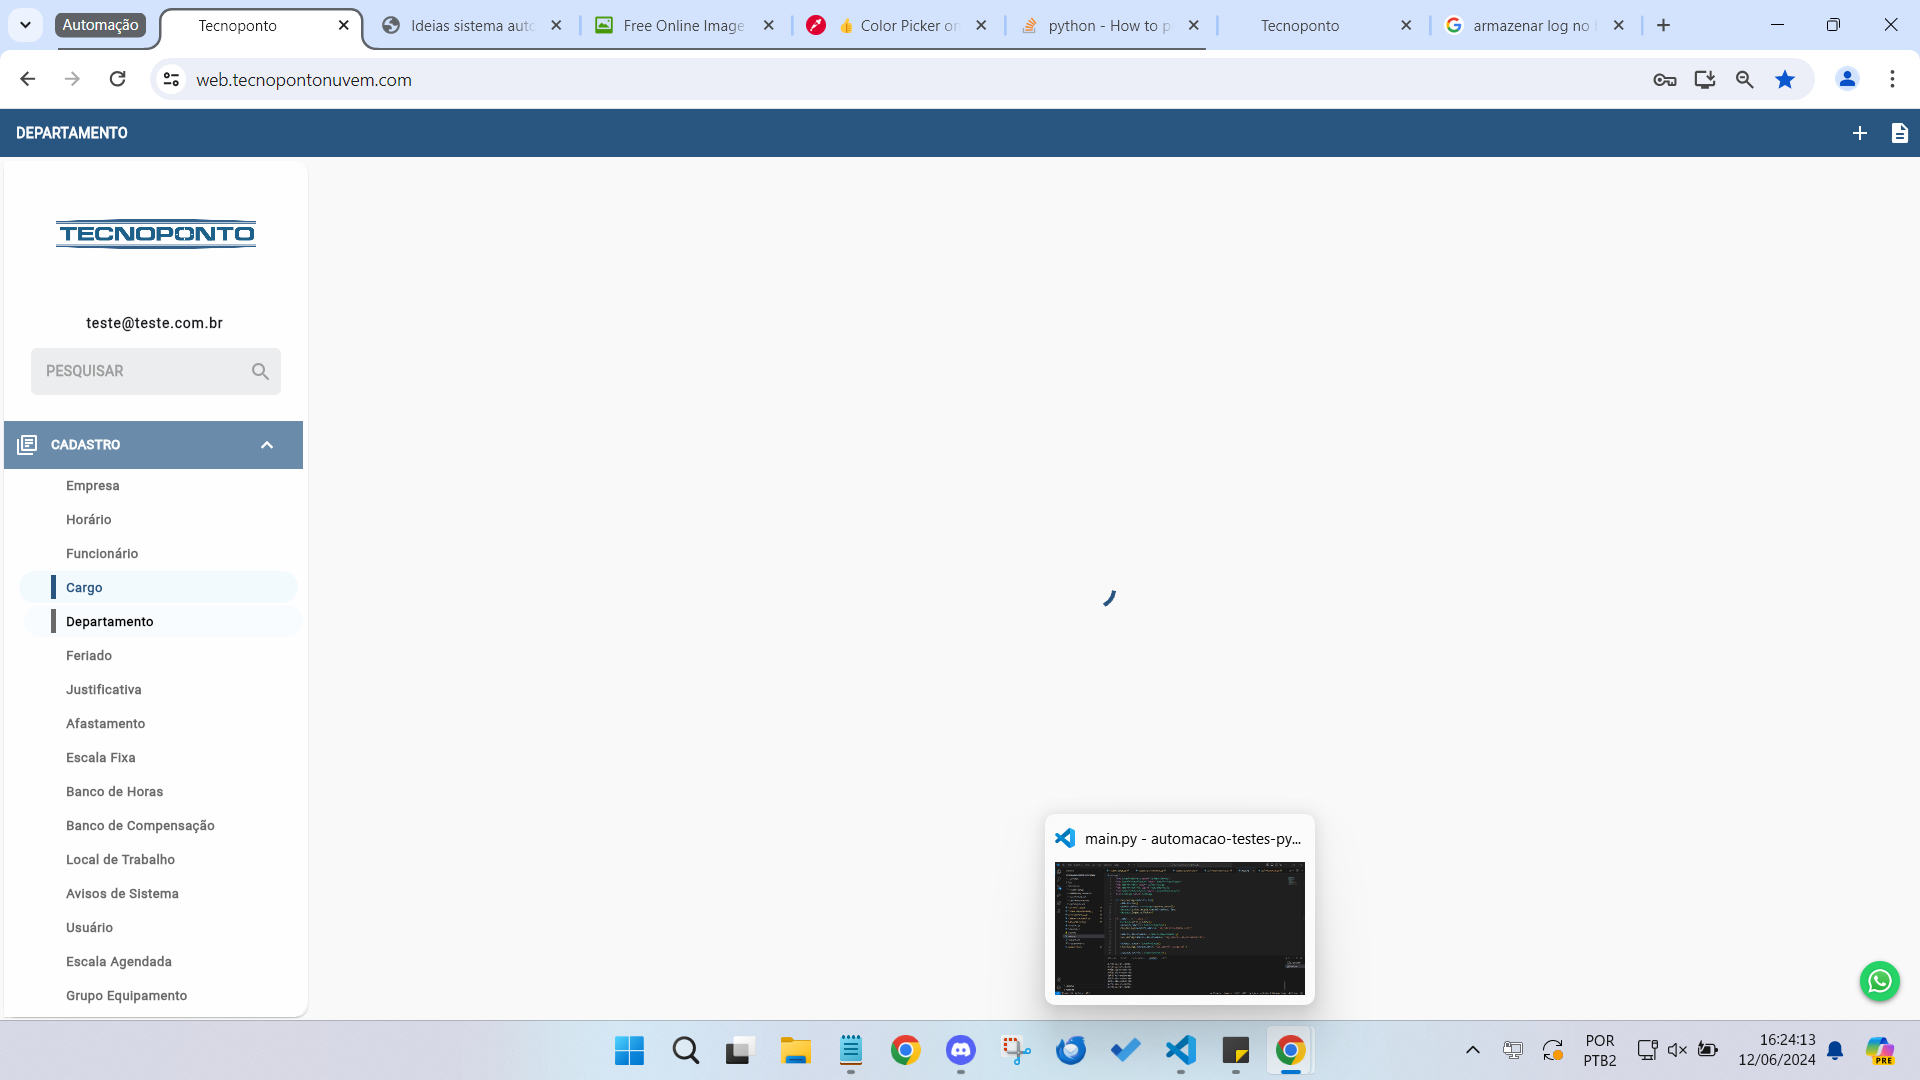 Automação
Tecnoponto
Ideias sistema auto
Free Online Image
👍 Color Picker on
python - How to p
Tecnoponto
armazenar log no
web.tecnopontonuvem.com
DEPARTAMENTO
TECNOPONTO
teste@teste.com.br
PESQUISAR
CADASTRO
Empresa
Horário
Funcionário
Cargo
Departamento
Feriado
Justificativa
Afastamento
Escala Fixa
Banco de Horas
Banco de Compensação
Local de Trabalho
Avisos de Sistema
Usuário
Escala Agendada
Grupo Equipamento
main.py - automacao-testes-py...
POR
PTB2
16:24:13
12/06/2024
PRE